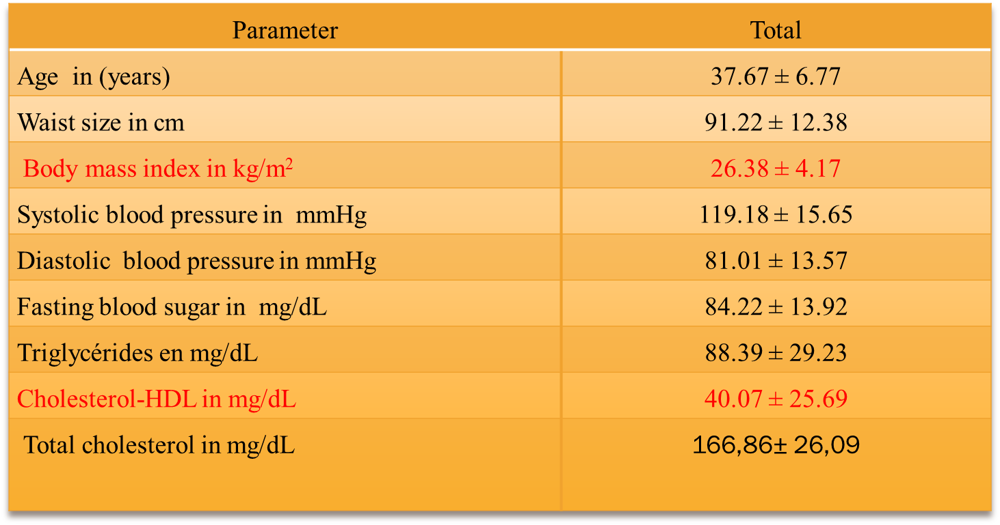 Parameter Total
Age in (years) 37.67 ± 6.77
Waist size in cm 91.22 ± 12.38
Body mass index in kg/m² 26.38 ± 4.17
Systolic blood pressure in mmHg 119.18 ± 15.65
Diastolic blood pressure in mmHg 81.01 ± 13.57
Fasting blood sugar in mg/dL 84.22 ± 13.92
Triglycérides en mg/dL 88.39 ± 29.23
Cholesterol-HDL in mg/dL 40.07 ± 25.69
Total cholesterol in mg/dL 166,86± 26,09